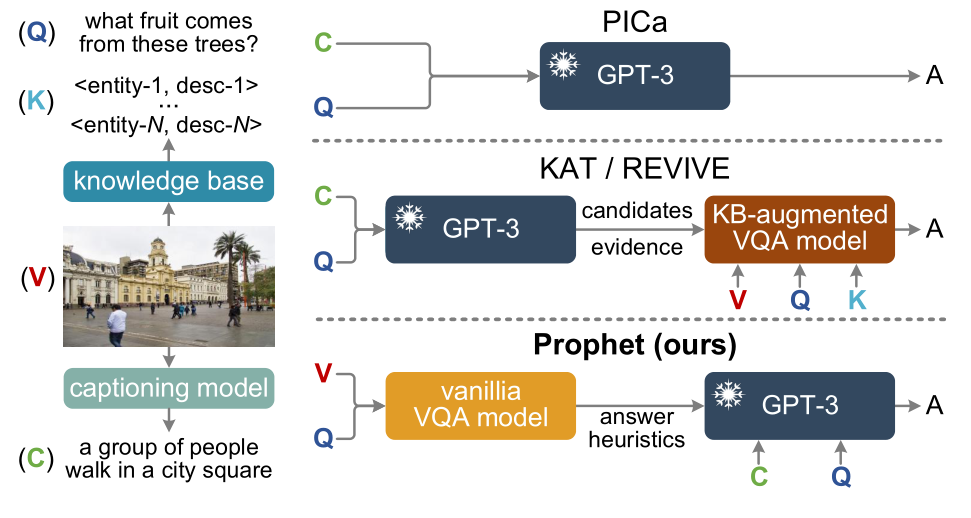 (Q) what fruit comes
from these trees?
(K) <entity-1, desc-1>
...
<entity-N, desc-N>
knowledge base
(V)
captioning model
(C) a group of people
walk in a city square
PICa
C
Q
GPT-3
A
KAT / REVIVE
C
Q
GPT-3
candidates
evidence
KB-augmented
VQA model
A
V Q K
Prophet (ours)
V
Q
vanillia
VQA model
answer
heuristics
GPT-3
A
C Q